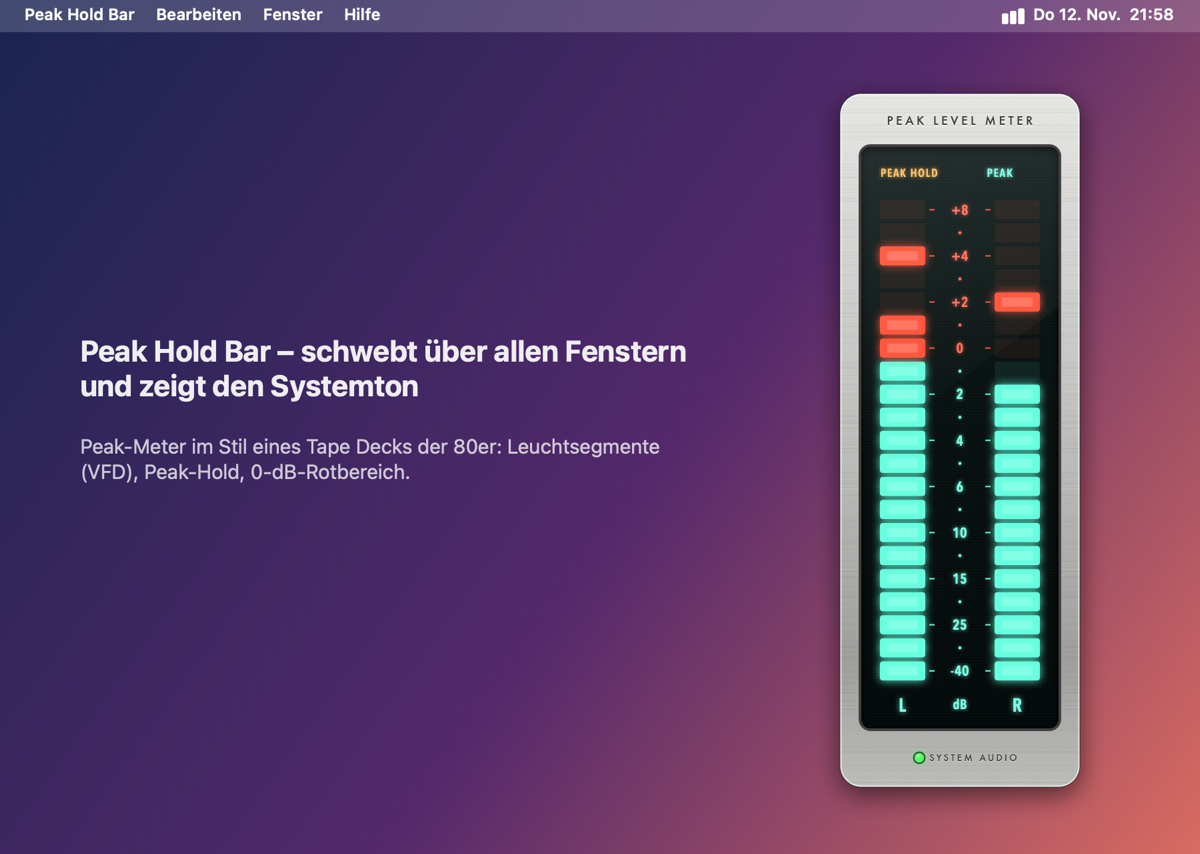 Peak Hold Bar Bearbeiten Fenster Hilfe Do 12. Nov. 21:58
Peak Hold Bar – schwebt über allen Fenstern
und zeigt den Systemton
Peak-Meter im Stil eines Tape Decks der 80er: Leuchtsegmente
(VFD), Peak-Hold, 0-dB-Rotbereich.
PEAK LEVEL METER
PEAK HOLD PEAK
+8
+4
+2
0
2
4
6
10
15
25
-40
L dB R
SYSTEM AUDIO